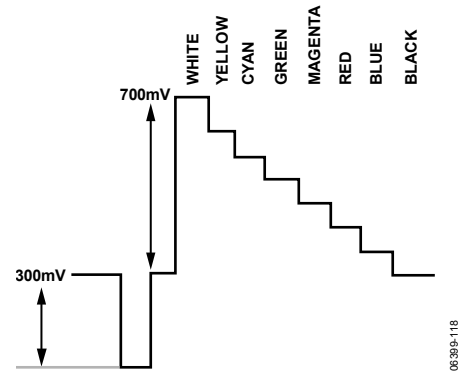 WHITE
YELLOW
CYAN
GREEN
MAGENTA
RED
BLUE
BLACK
700mV
300mV
06399-118